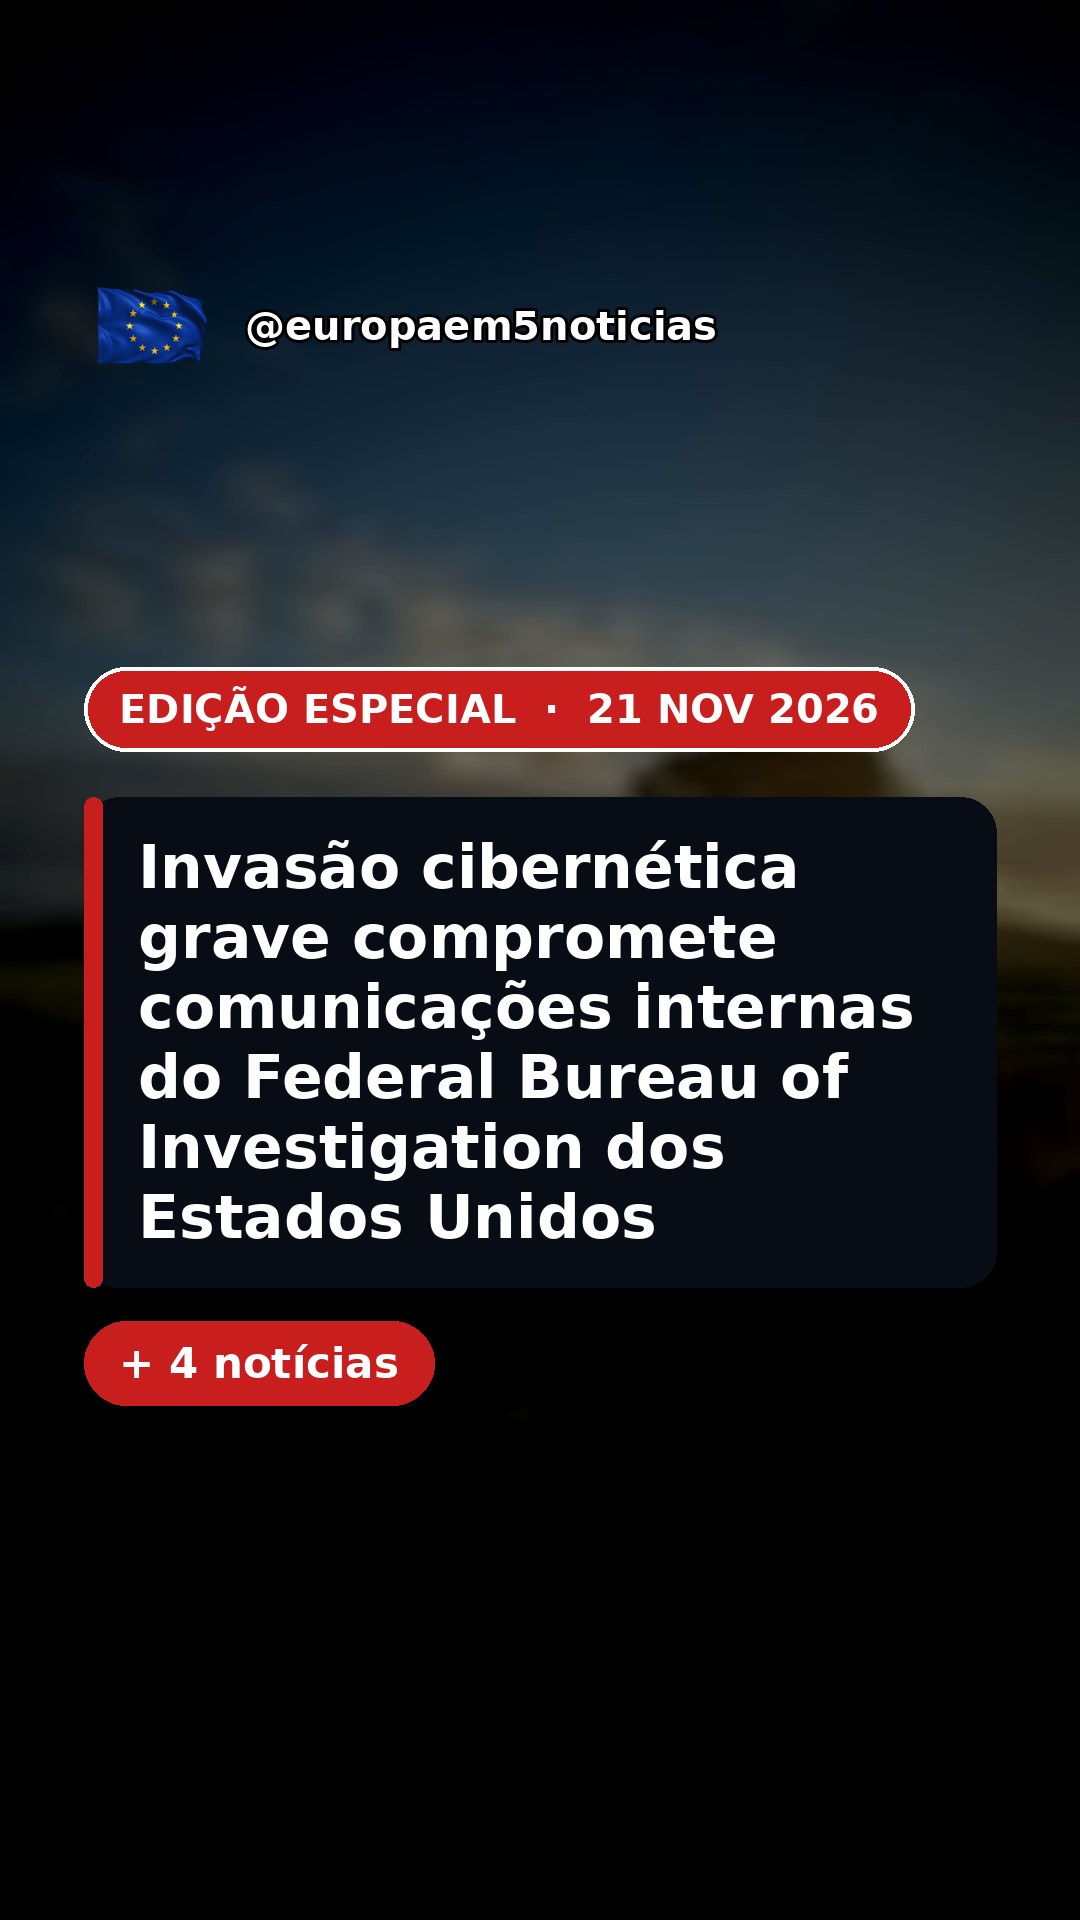 @europaem5noticias
EDIÇÃO ESPECIAL · 21 NOV 2026
Invasão cibernética
grave compromete
comunicações internas
do Federal Bureau of
Investigation dos
Estados Unidos
+ 4 notícias